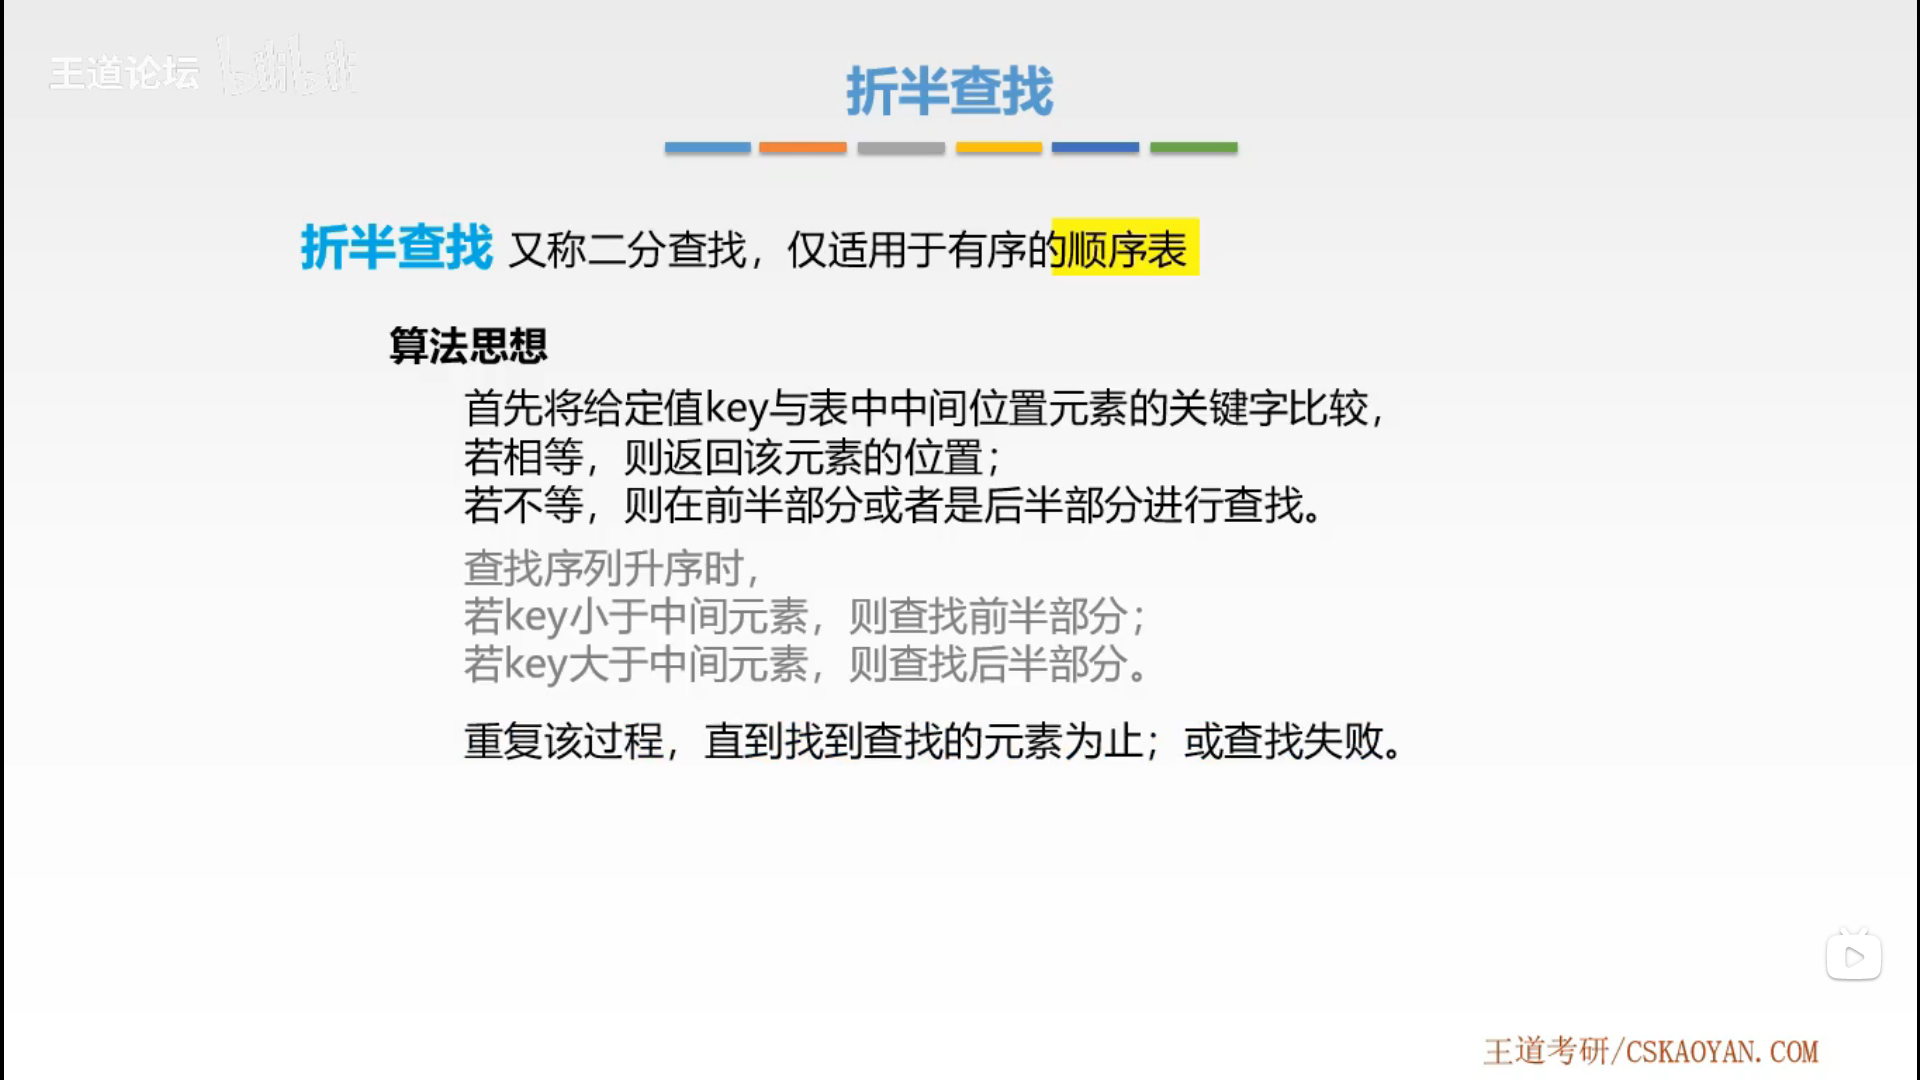 王道论坛 bilibili
折半查找
折半查找 又称二分查找，仅适用于有序的顺序表
算法思想
首先将给定值key与表中中间位置元素的关键字比较，
若相等，则返回该元素的位置；
若不等，则在前半部分或者是后半部分进行查找。
查找序列升序时，
若key小于中间元素，则查找前半部分；
若key大于中间元素，则查找后半部分。
重复该过程，直到找到查找的元素为止；或查找失败。
王道考研/CSKAOYAN.COM